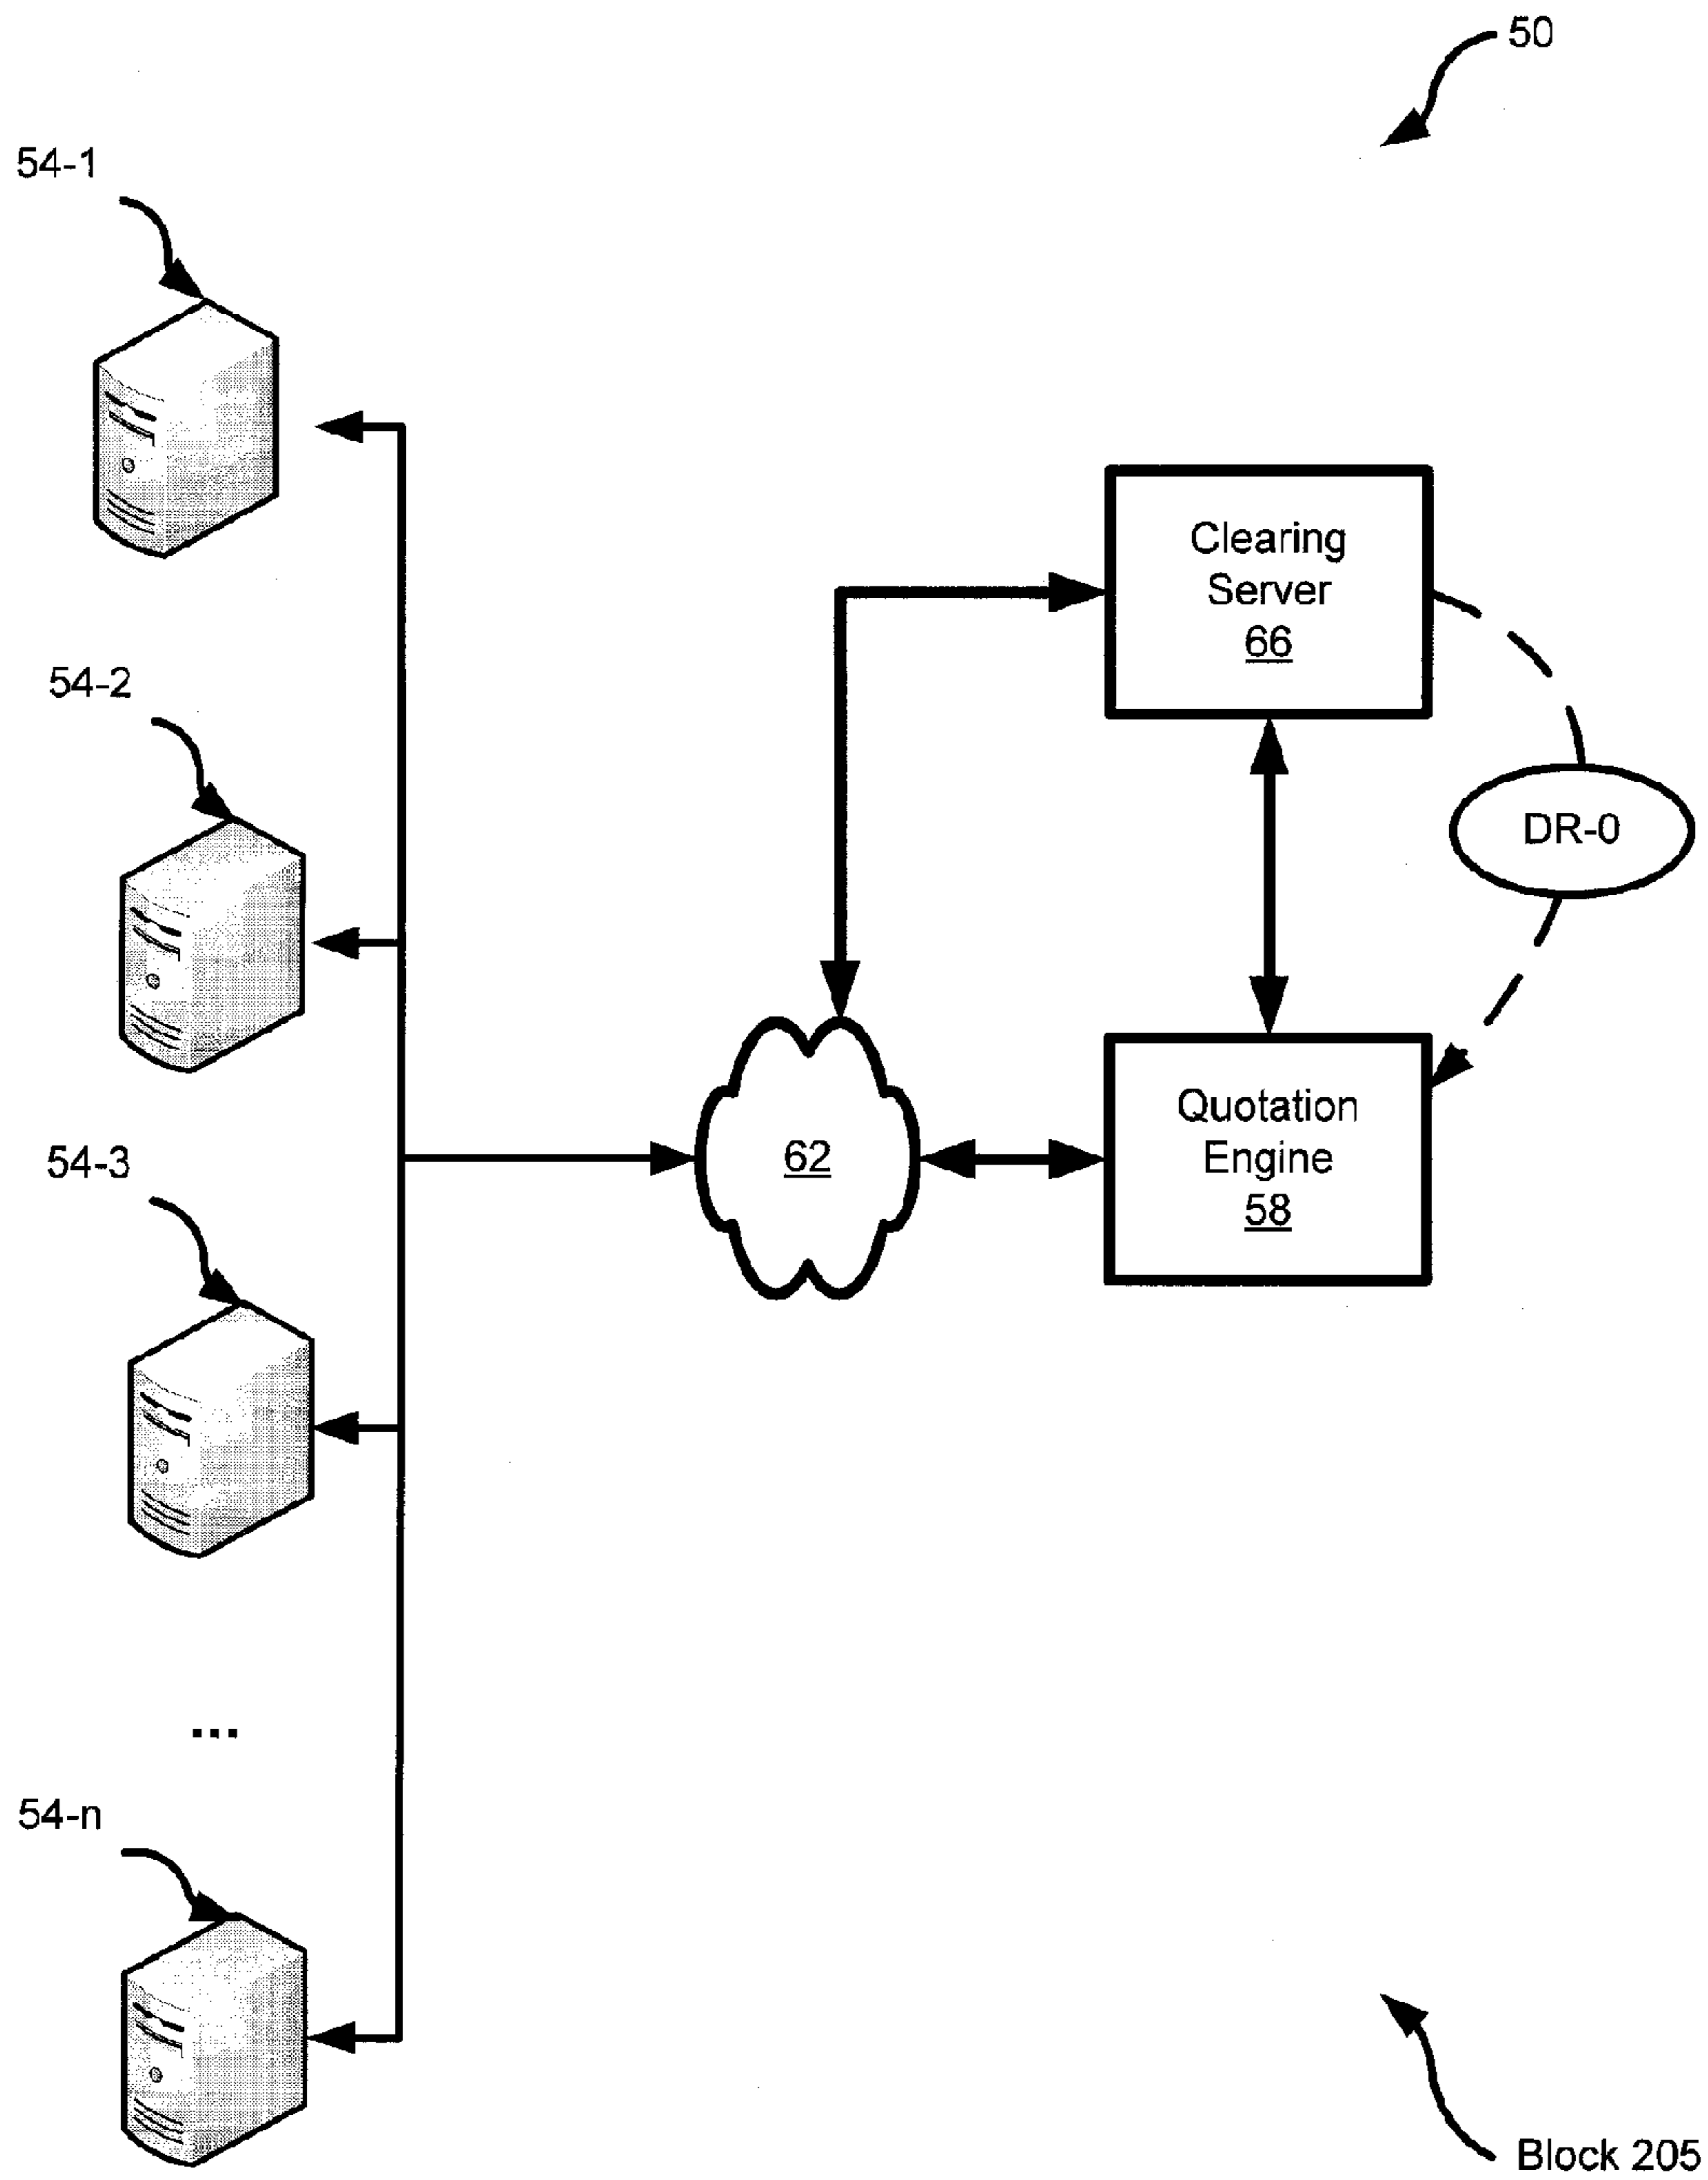 50
54-1
Clearing
Server
66
54-2
DR-0
Quotation
Engine
58
62
54-3
...
54-n
Block 205